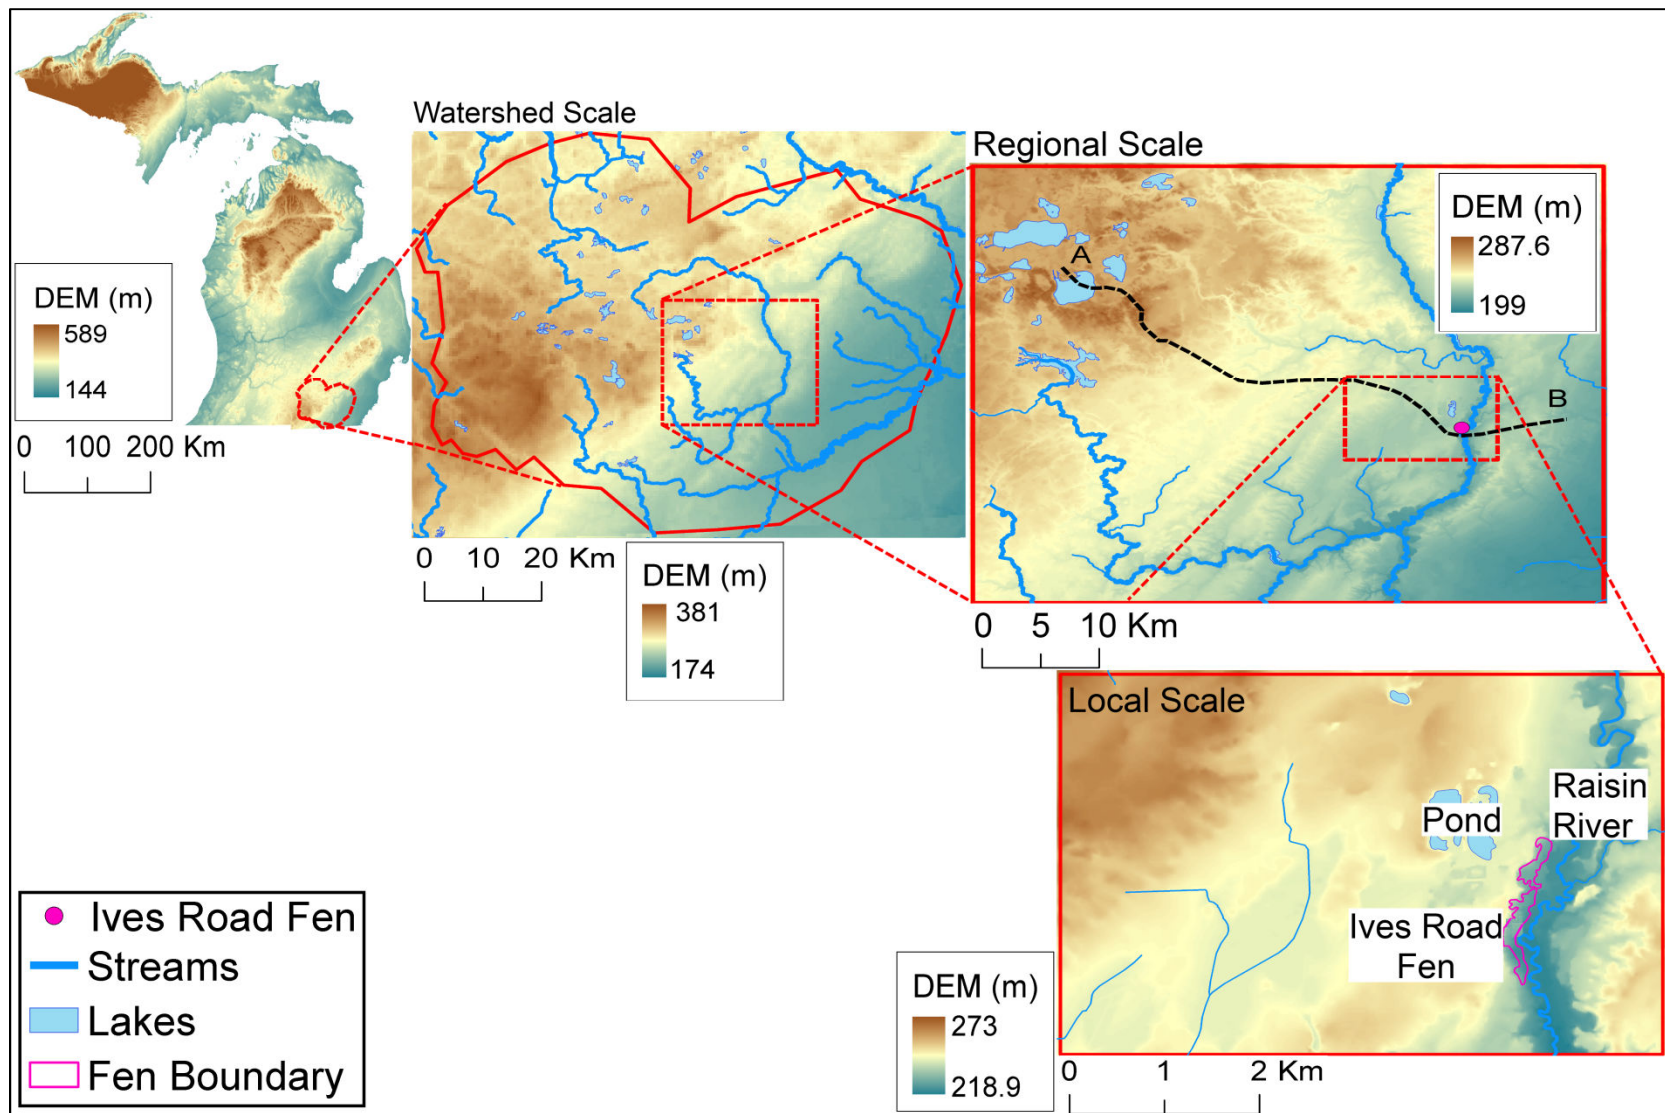 Watershed Scale
Regional Scale
DEM (m)
589
144
0 100 200 Km
0 10 20 Km
DEM (m)
381
174
DEM (m)
287.6
199
A
B
0 5 10 Km
Local Scale
Pond
Raisin
River
Ives Road
Fen
DEM (m)
273
218.9
0 1 2 Km
Ives Road Fen
Streams
Lakes
Fen Boundary